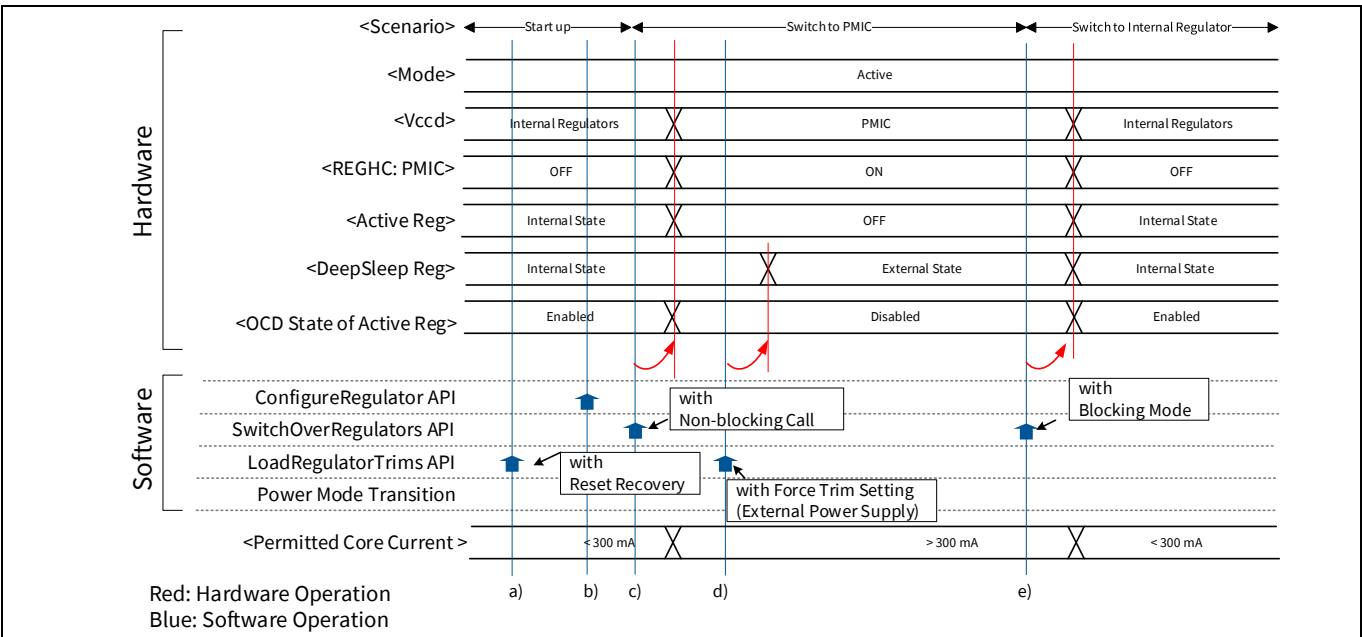 <Scenario> Start up Switch to PMIC Switch to Internal Regulator
Hardware
<Mode> Active
<Vccd> Internal Regulators PMIC Internal Regulators
<REGHC: PMIC> OFF ON OFF
<Active Reg> Internal State OFF Internal State
<DeepSleep Reg> Internal State External State Internal State
<OCD State of Active Reg> Enabled Disabled Enabled
Software
ConfigureRegulator API
with
Non-blocking Call
with
Blocking Mode
SwitchOverRegulators API
LoadRegulatorTrims API
with
Reset Recovery
Power Mode Transition
with Force Trim Setting
(External Power Supply)
<Permitted Core Current > < 300 mA > 300 mA < 300 mA
a) b) c) d) e)
Red: Hardware Operation
Blue: Software Operation